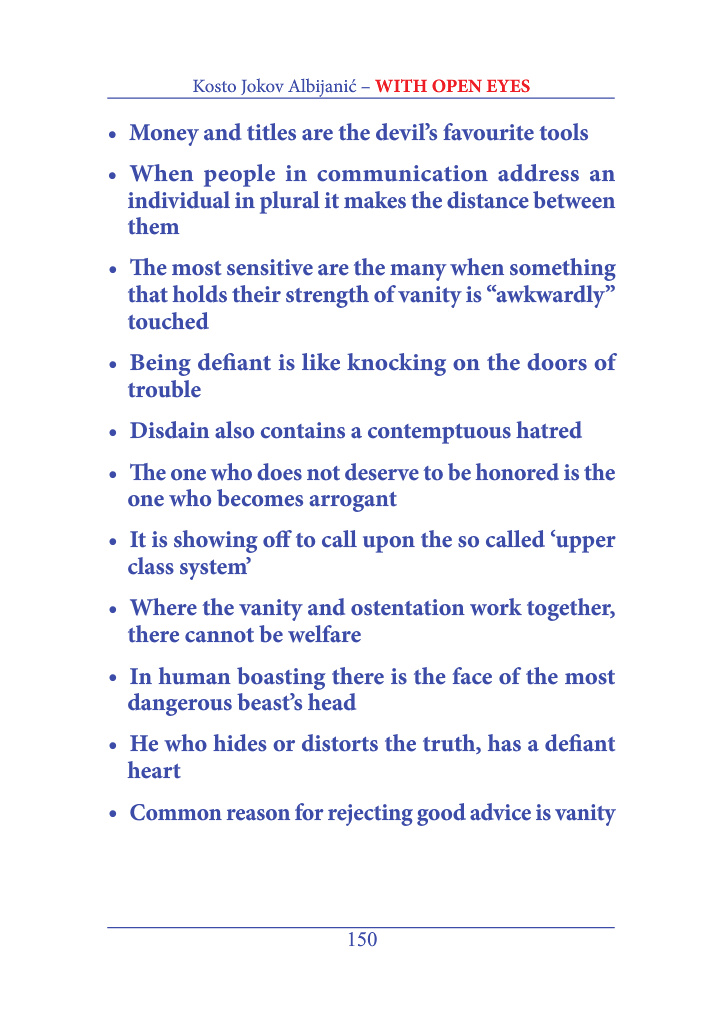 Kosto Jokov Albijanić – WITH OPEN EYES
• Money and titles are the devil’s favourite tools
• When people in communication address an
individual in plural it makes the distance between
them
• The most sensitive are the many when something
that holds their strength of vanity is “awkwardly”
touched
• Being defiant is like knocking on the doors of
trouble
• Disdain also contains a contemptuous hatred
• The one who does not deserve to be honored is the
one who becomes arrogant
• It is showing off to call upon the so called ‘upper
class system’
• Where the vanity and ostentation work together,
there cannot be welfare
• In human boasting there is the face of the most
dangerous beast’s head
• He who hides or distorts the truth, has a defiant
heart
• Common reason for rejecting good advice is vanity
150